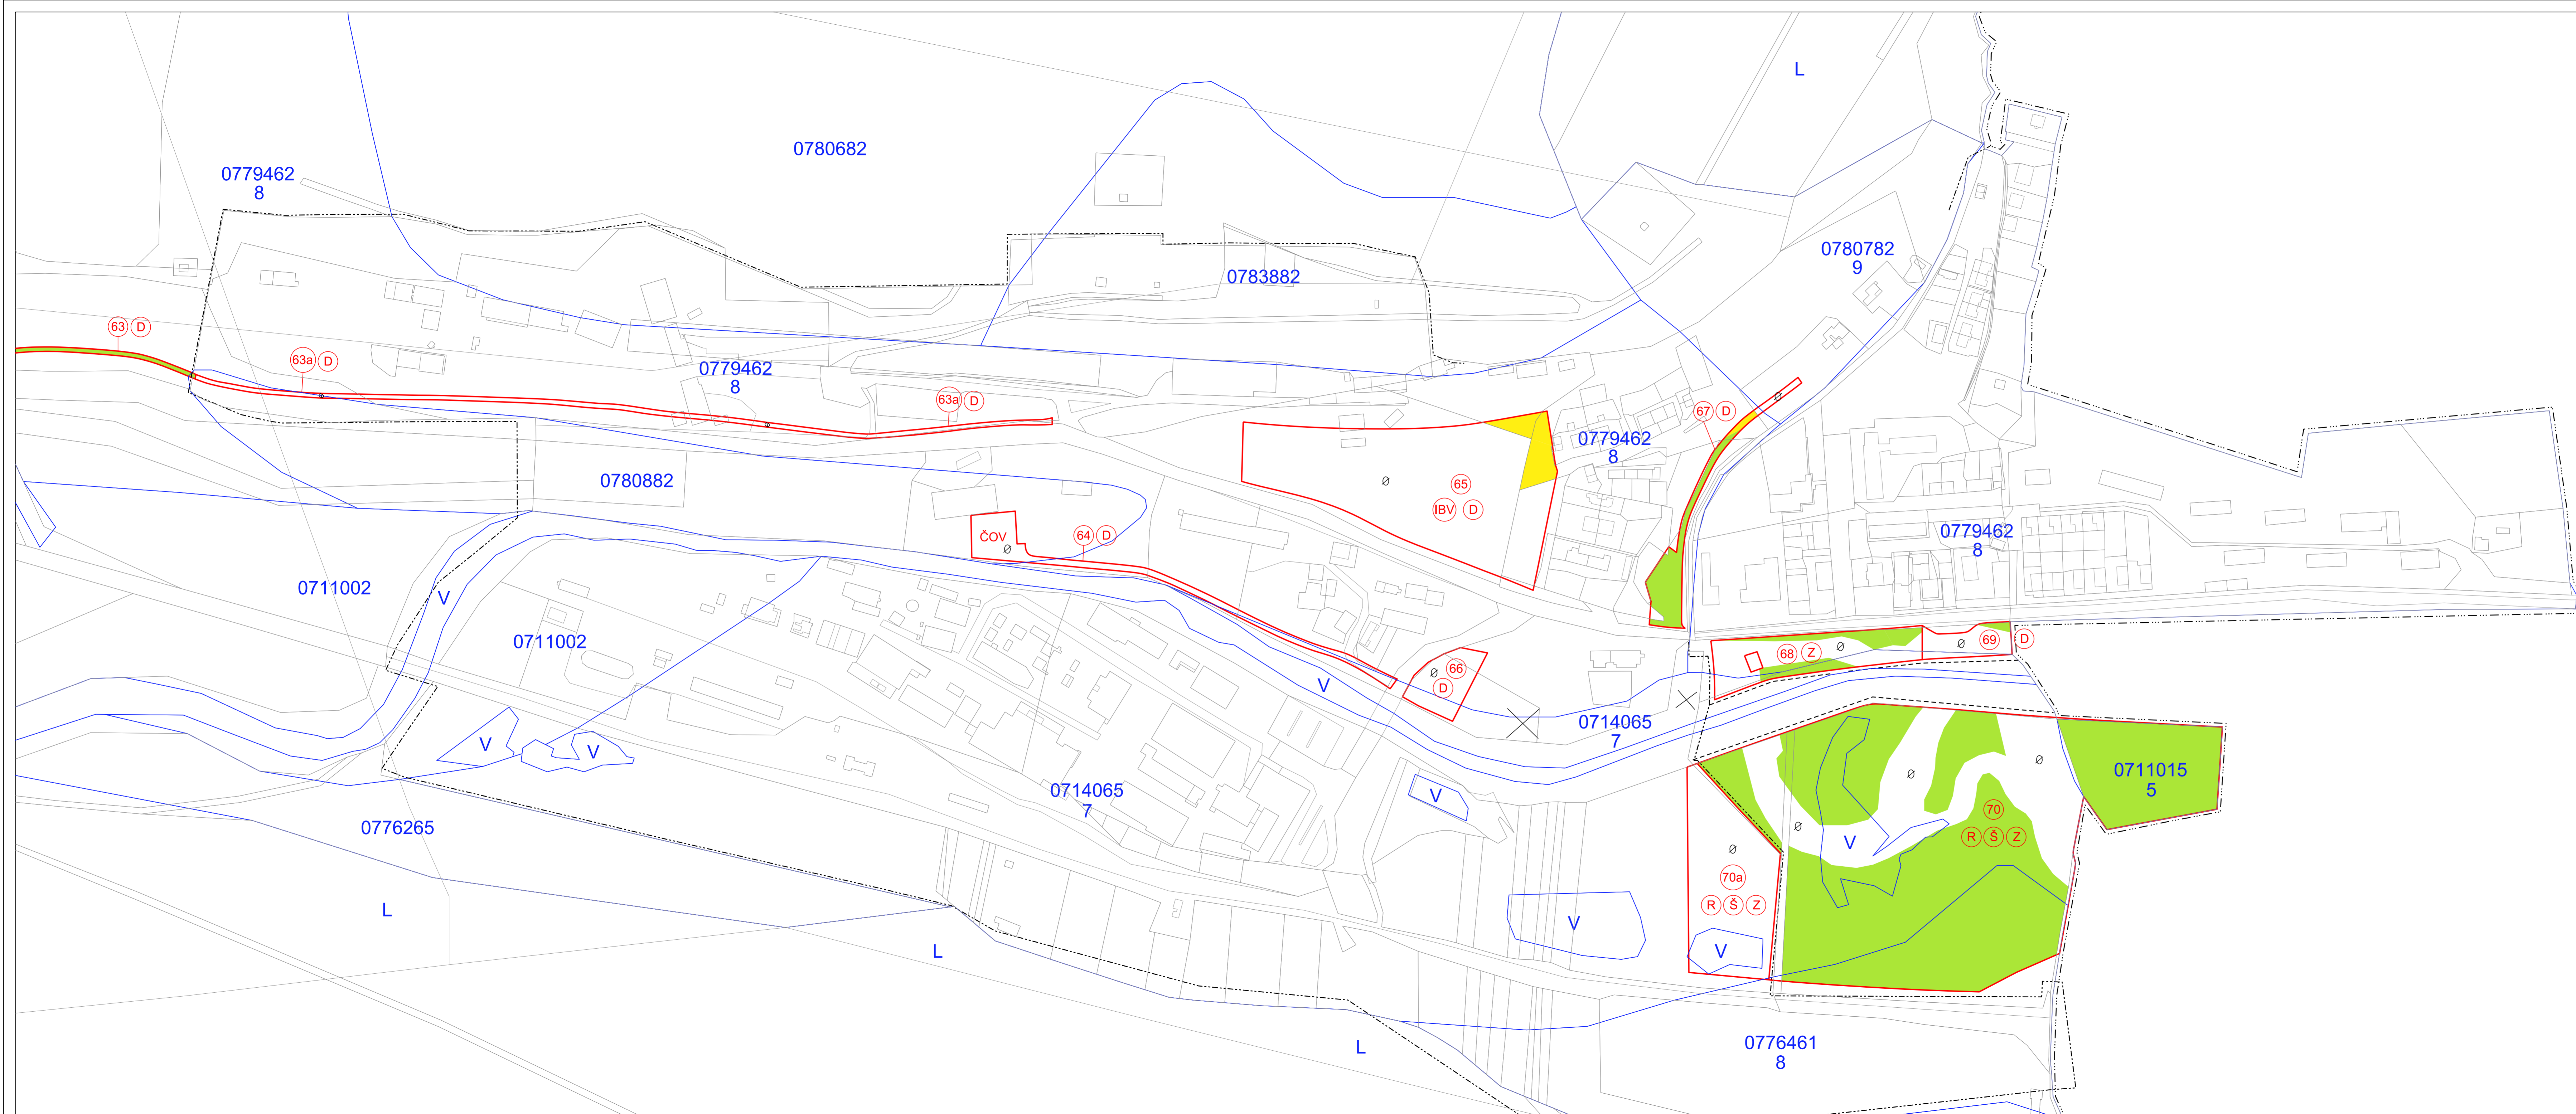 L
0780682
0779462
8
0780782
9
0783882
63 D
63a D
0779462
8
63a D
67 D
0779462
8
0780882
65
IBV D
ČOV
64 D
0779462
8
0711002
V
0711002
69 D
68 Z
66
D
V
0714065
7
V
V
0711015
5
0714065
7
V
70
R Š Z
0776265
V
70a
R Š Z
L
V
V
L
L
0776461
8